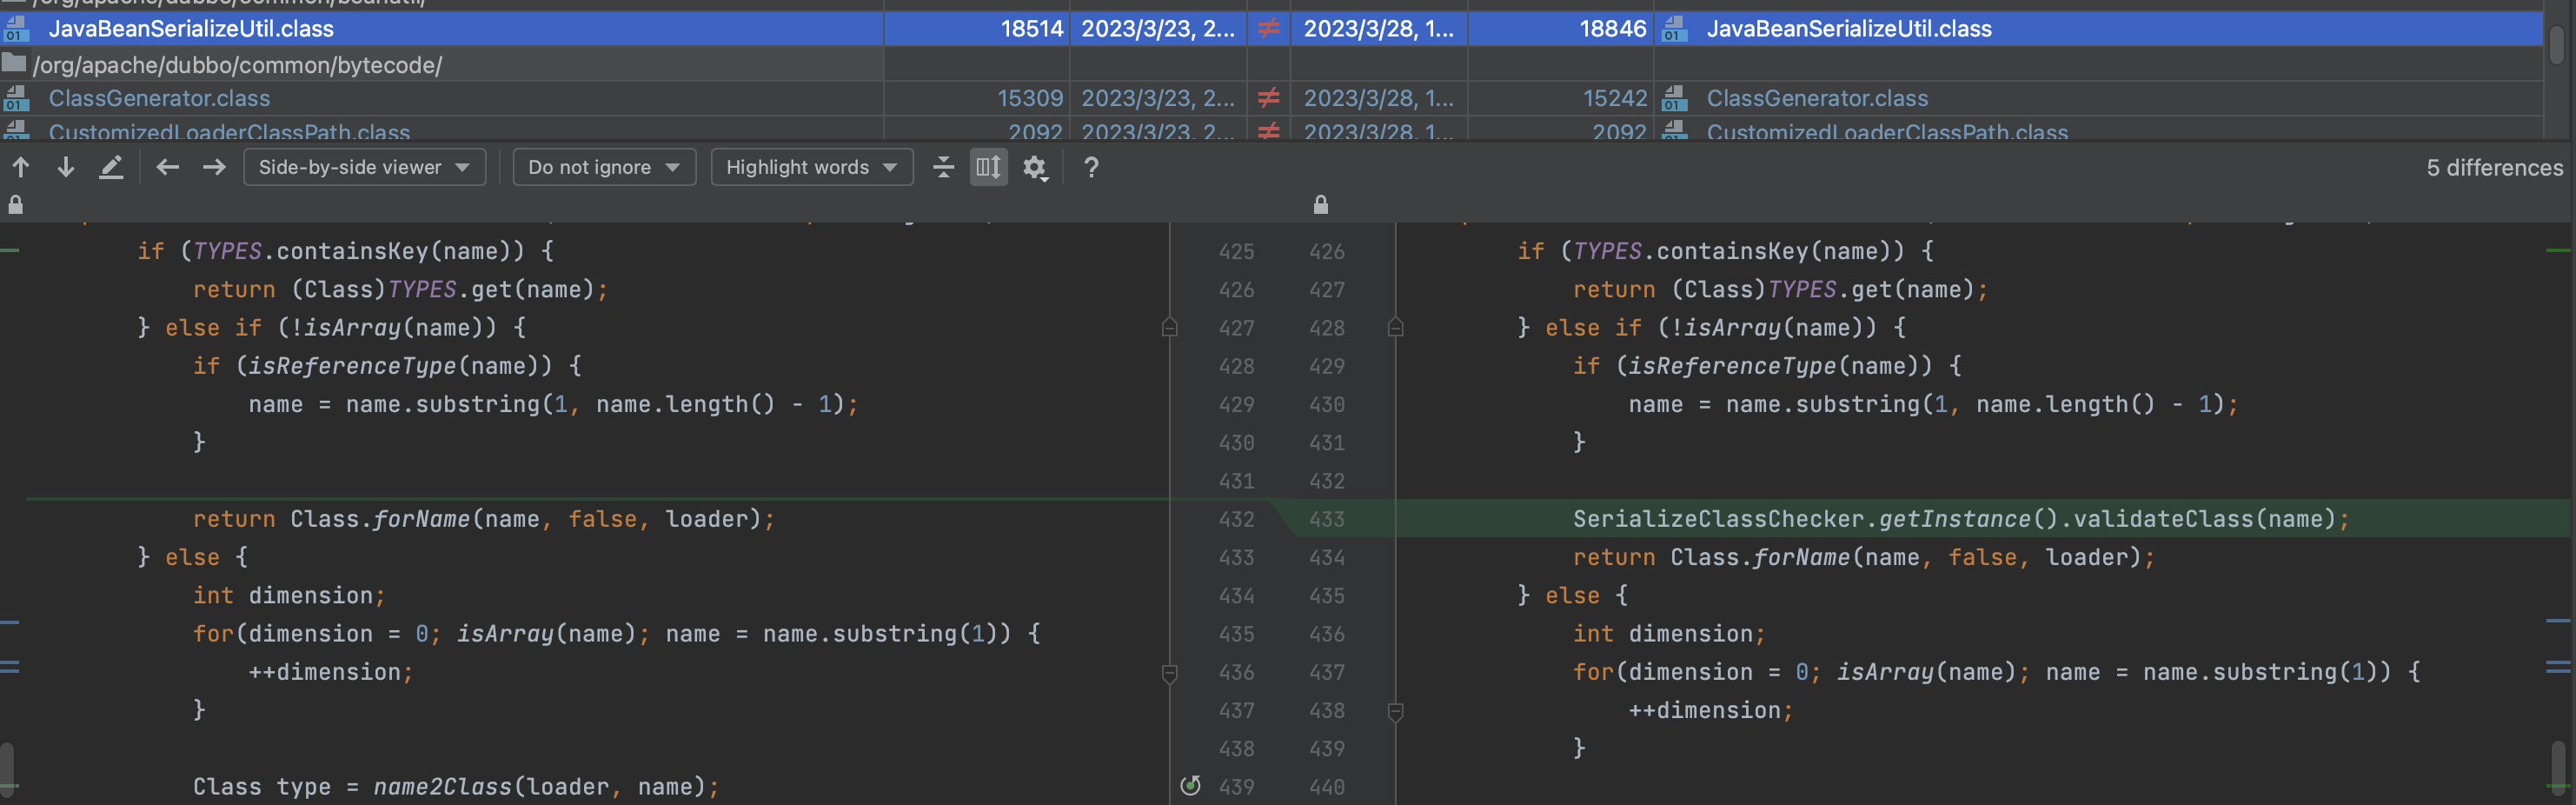 /org/apache/dubbo/common/beanutil/
JavaBeanSerializeUtil.class 18514 2023/3/23, 2... ≠ 2023/3/28, 1... 18846 JavaBeanSerializeUtil.class
/org/apache/dubbo/common/bytecode/
ClassGenerator.class 15309 2023/3/23, 2... ≠ 2023/3/28, 1... 15242 ClassGenerator.class
CustomizedLoaderClassPath.class 2092 2023/3/23, 2... ≠ 2023/3/28, 1... 2092 CustomizedLoaderClassPath.class
Side-by-side viewer Do not ignore Highlight words ? 5 differences
if (TYPES.containsKey(name)) { 425 426 if (TYPES.containsKey(name)) {
return (Class)TYPES.get(name); 426 427 return (Class)TYPES.get(name);
} else if (!isArray(name)) { 427 428 } else if (!isArray(name)) {
if (isReferenceType(name)) { 428 429 if (isReferenceType(name)) {
name = name.substring(1, name.length() - 1); 429 430 name = name.substring(1, name.length() - 1);
} 430 431 }
431 432
return Class.forName(name, false, loader); 432 433 SerializeClassChecker.getInstance().validateClass(name);
} else { 433 434 return Class.forName(name, false, loader);
int dimension; 434 435 } else {
for(dimension = 0; isArray(name); name = name.substring(1)) { 435 436 int dimension;
++dimension; 436 437 for(dimension = 0; isArray(name); name = name.substring(1)) {
} 437 438 ++dimension;
438 439 }
Class type = name2Class(loader, name); 439 440